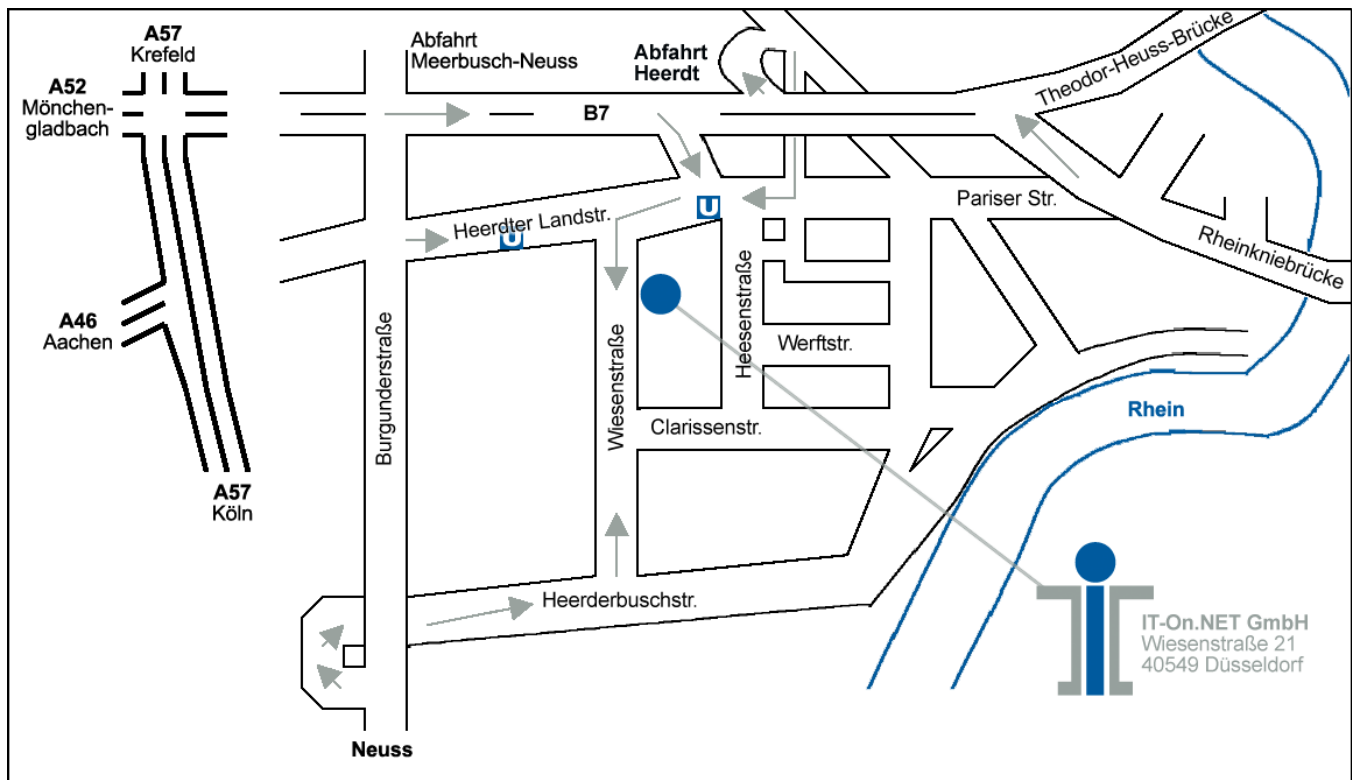 A57
Krefeld
A52
Mönchen-
gladbach
Abfahrt
Meerbusch-Neuss
Abfahrt
Heerdt
B7
Theodor-Heuss-Brücke
Pariser Str.
Rheinkniebrücke
Heerdter Landstr.
U
U
A46
Aachen
Burgunderstraße
Wiesenstraße
Heesenstraße
Werftstr.
Clarissenstr.
Rhein
A57
Köln
Heerderbuschstr.
IT-On.NET GmbH
Wiesenstraße 21
40549 Düsseldorf
Neuss